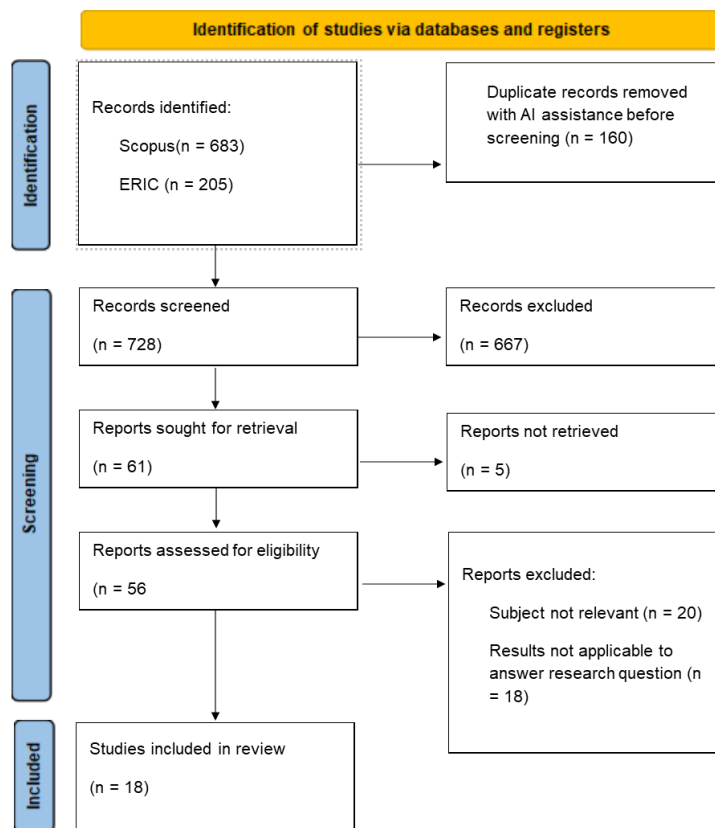 Identification of studies via databases and registers
Identification
Records identified:
Scopus(n = 683)
ERIC (n = 205)
Duplicate records removed
with AI assistance before
screening (n = 160)
Screening
Records screened
(n = 728)
Records excluded
(n = 667)
Reports sought for retrieval
(n = 61)
Reports not retrieved
(n = 5)
Reports assessed for eligibility
(n = 56
Reports excluded:
Subject not relevant (n = 20)
Results not applicable to
answer research question (n
= 18)
Included
Studies included in review
(n = 18)